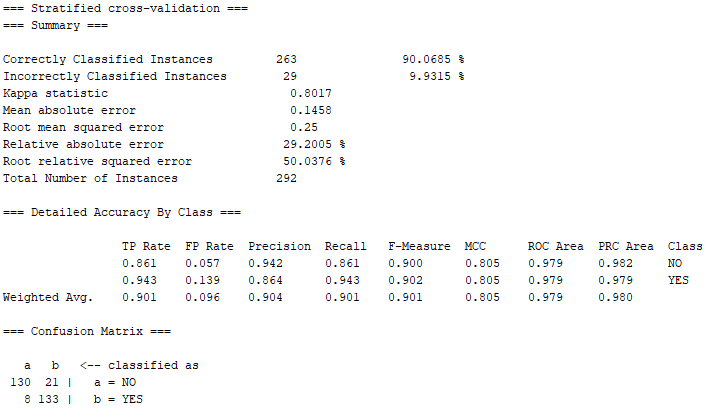 === Stratified cross-validation ===
=== Summary ===
Correctly Classified Instances 263 90.0685 %
Incorrectly Classified Instances 29 9.9315 %
Kappa statistic 0.8017
Mean absolute error 0.1458
Root mean squared error 0.25
Relative absolute error 29.2005 %
Root relative squared error 50.0376 %
Total Number of Instances 292
=== Detailed Accuracy By Class ===
TP Rate FP Rate Precision Recall F-Measure MCC ROC Area PRC Area Class
0.861 0.057 0.942 0.861 0.900 0.805 0.979 0.982 NO
0.943 0.139 0.864 0.943 0.902 0.805 0.979 0.979 YES
Weighted Avg. 0.901 0.096 0.904 0.901 0.901 0.805 0.979 0.980
=== Confusion Matrix ===
a b <-- classified as
130 21 | a = NO
8 133 | b = YES